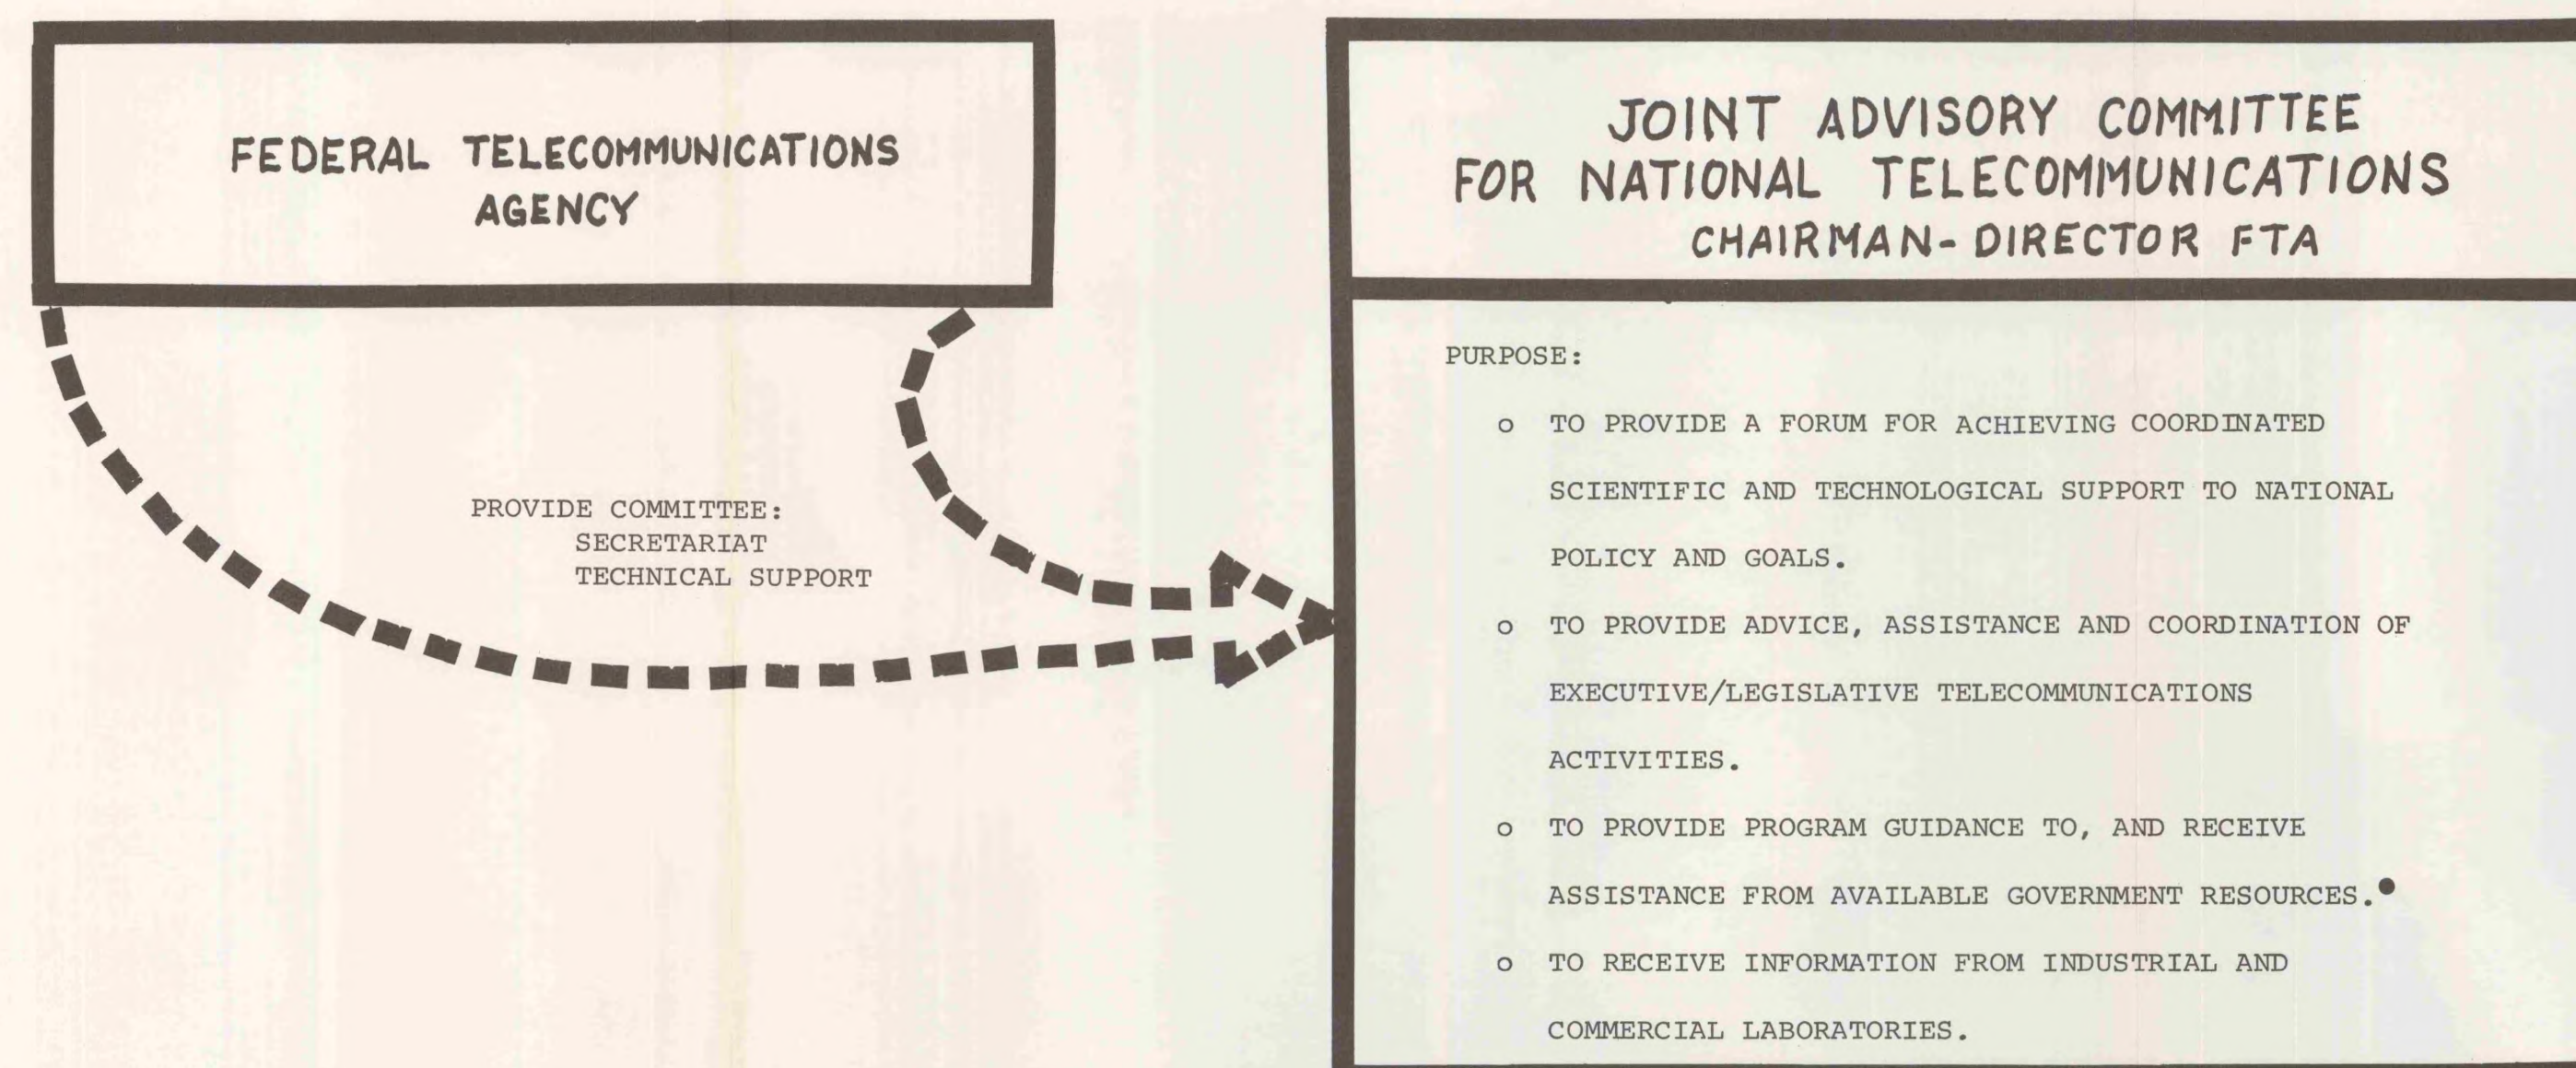 FEDERAL TELECOMMUNICATIONS
AGENCY
PROVIDE COMMITTEE:
SECRETARIAT
TECHNICAL SUPPORT
JOINT ADVISORY COMMITTEE
FOR NATIONAL TELECOMMUNICATIONS
CHAIRMAN-DIRECTOR FTA
PURPOSE:
o TO PROVIDE A FORUM FOR ACHIEVING COORDINATED
SCIENTIFIC AND TECHNOLOGICAL SUPPORT TO NATIONAL
POLICY AND GOALS.
o TO PROVIDE ADVICE, ASSISTANCE AND COORDINATION OF
EXECUTIVE/LEGISLATIVE TELECOMMUNICATIONS
ACTIVITIES.
o TO PROVIDE PROGRAM GUIDANCE TO, AND RECEIVE
ASSISTANCE FROM AVAILABLE GOVERNMENT RESOURCES.●
o TO RECEIVE INFORMATION FROM INDUSTRIAL AND
COMMERCIAL LABORATORIES.